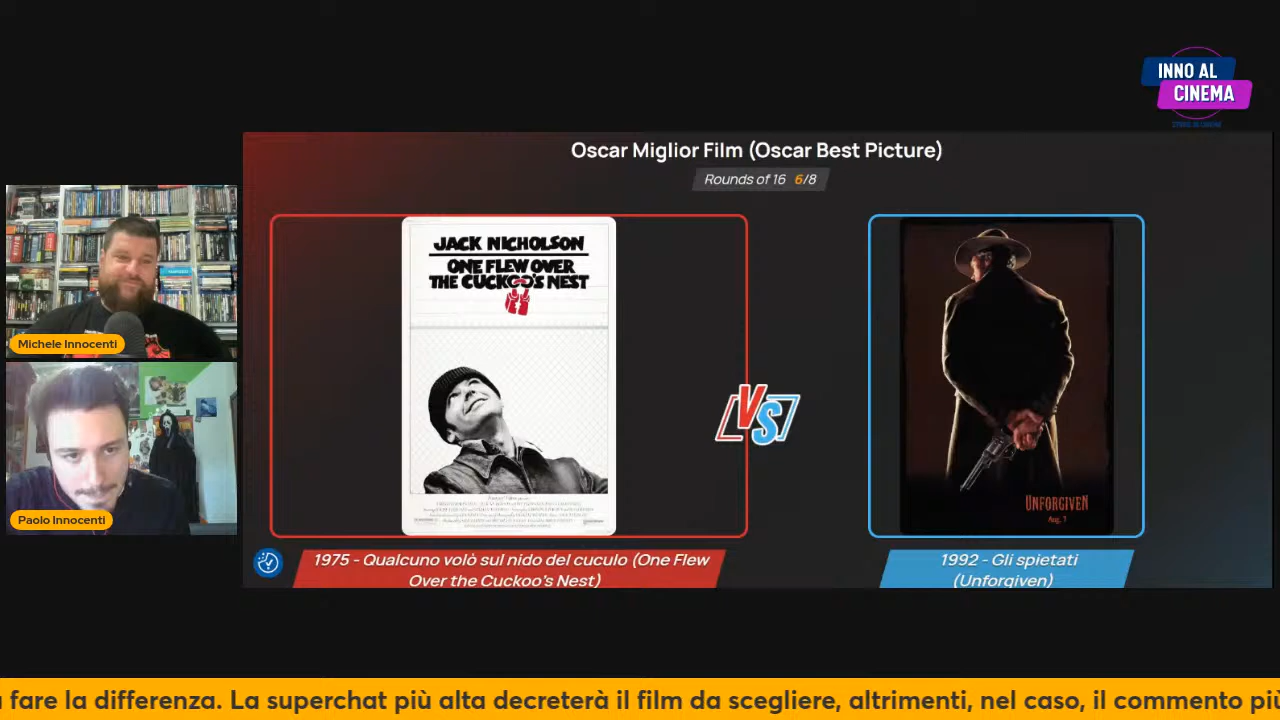 INNO AL
CINEMA
Oscar Miglior Film (Oscar Best Picture)
Rounds of 16 6/8
Michele Innocenti
Paolo Innocenti
JACK NICHOLSON
ONE FLEW OVER
THE CUCKOO'S NEST
VS
UNFORGIVEN
Aug. 7
1975 - Qualcuno volò sul nido del cuculo (One Flew
Over the Cuckoo's Nest)
1992 - Gli spietati
(Unforgiven)
fare la differenza. La superchat più alta decreterà il film da scegliere, altrimenti, nel caso, il commento più